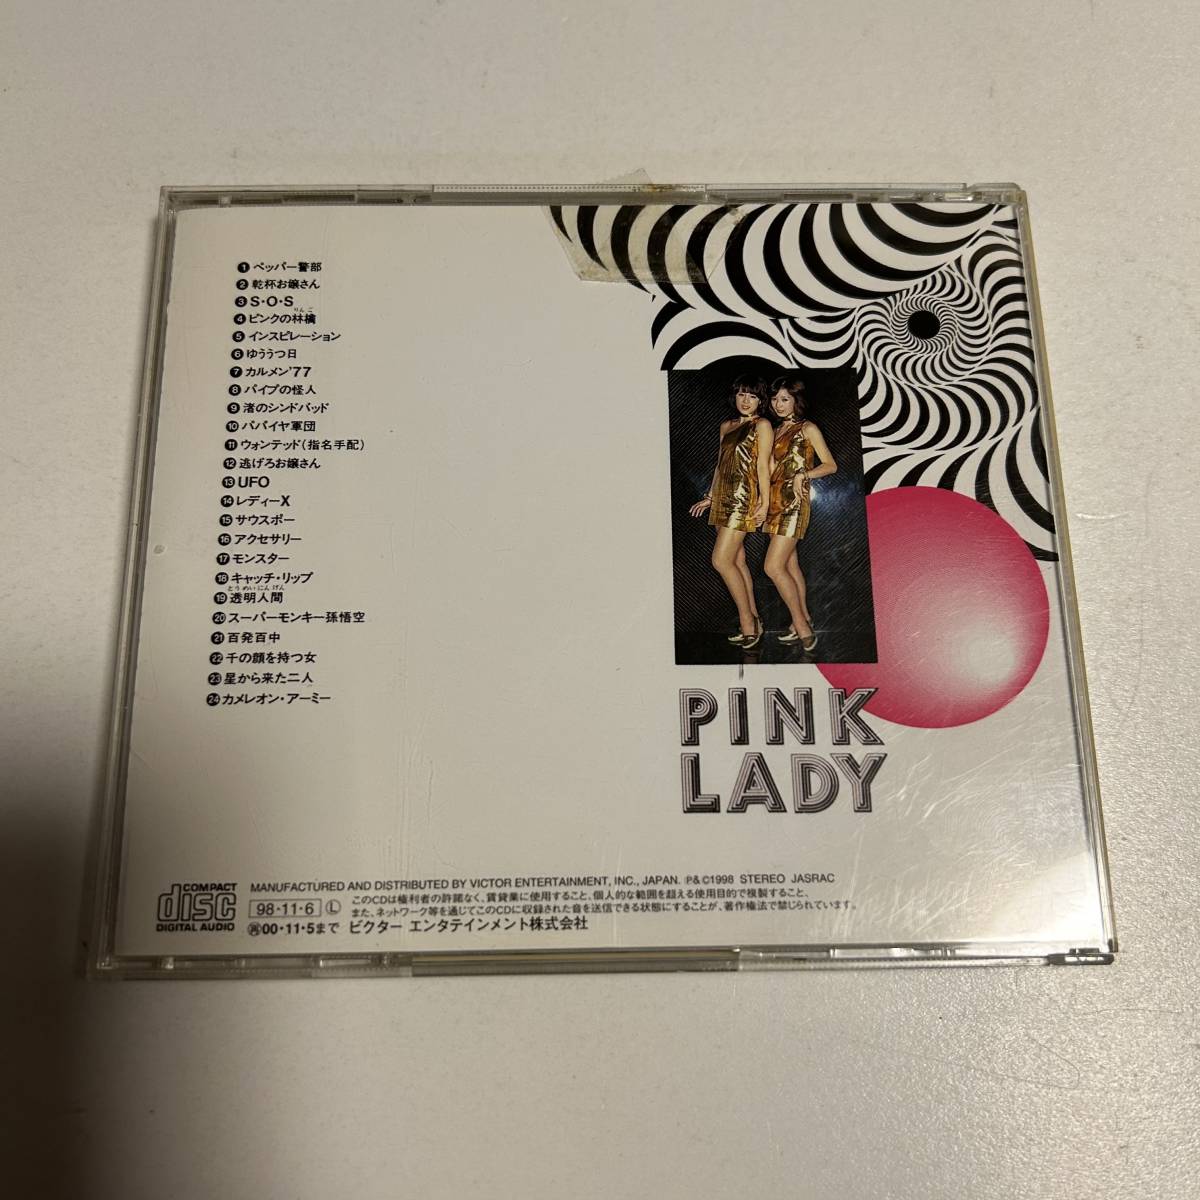 1 ペッパー警部
2 乾杯お嬢さん
3 S・O・S
りんご
4 ピンクの林檎
5 インスピレーション
6 ゆううつ日
7 カルメン'77
8 パイプの怪人
9 渚のシンドバッド
10 パパイヤ軍団
11 ウォンテッド(指名手配)
12 逃げろお嬢さん
13 UFO
14 レディーX
15 サウスポー
16 アクセサリー
17 モンスター
18 キャッチ・リップ
とうめいにんげん
19 透明人間
20 スーパーモンキー孫悟空
21 百発百中
22 千の顔を持つ女
23 星から来た二人
24 カメレオン・アーミー
PINK
LADY
COMPACT
disc
DIGITAL AUDIO
MANUFACTURED AND DISTRIBUTED BY VICTOR ENTERTAINMENT, INC., JAPAN. ℗&©1998 STEREO JASRAC
98·11·6 Ⓛ このCDは権利者の許諾なく、賃貸業に使用すること、個人的な範囲を超える使用目的で複製すること、
また、ネットワーク等を通じてこのCDに収録された音を送信できる状態にすることが、著作権法で禁じられています。
㊢00·11·5まで ビクター エンタテインメント株式会社